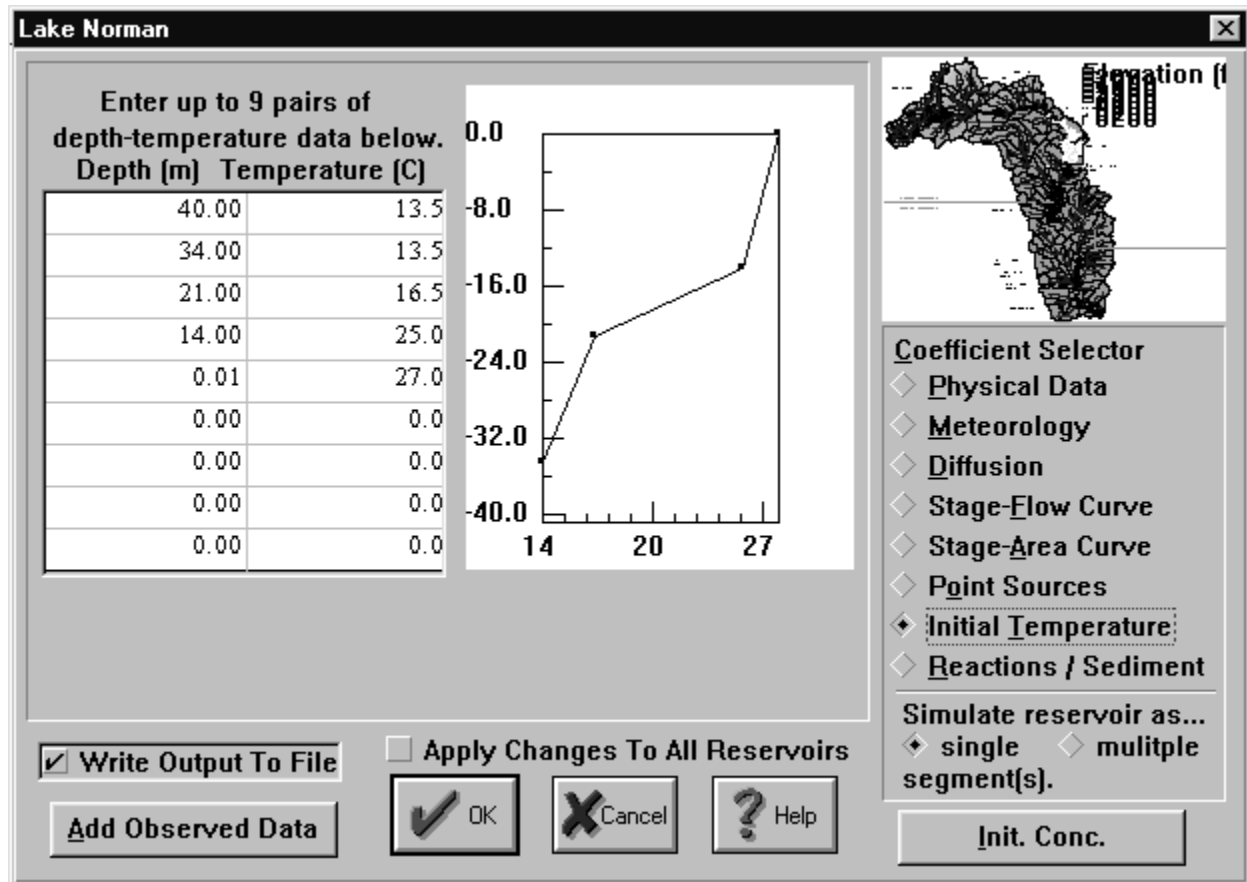 Lake Norman
Enter up to 9 pairs of
depth-temperature data below.
Depth (m) Temperature (C)
40.00 13.5
34.00 13.5
21.00 16.5
14.00 25.0
0.01 27.0
0.00 0.0
0.00 0.0
0.00 0.0
0.00 0.0
0.0
-8.0
-16.0
-24.0
-32.0
-40.0
14 20 27
Elevation (f
Coefficient Selector
Physical Data
Meteorology
Diffusion
Stage-Flow Curve
Stage-Area Curve
Point Sources
Initial Temperature
Reactions / Sediment
Simulate reservoir as...
single mulitple
segment(s).
Write Output To File
Apply Changes To All Reservoirs
Add Observed Data
OK
Cancel
Help
Init. Conc.